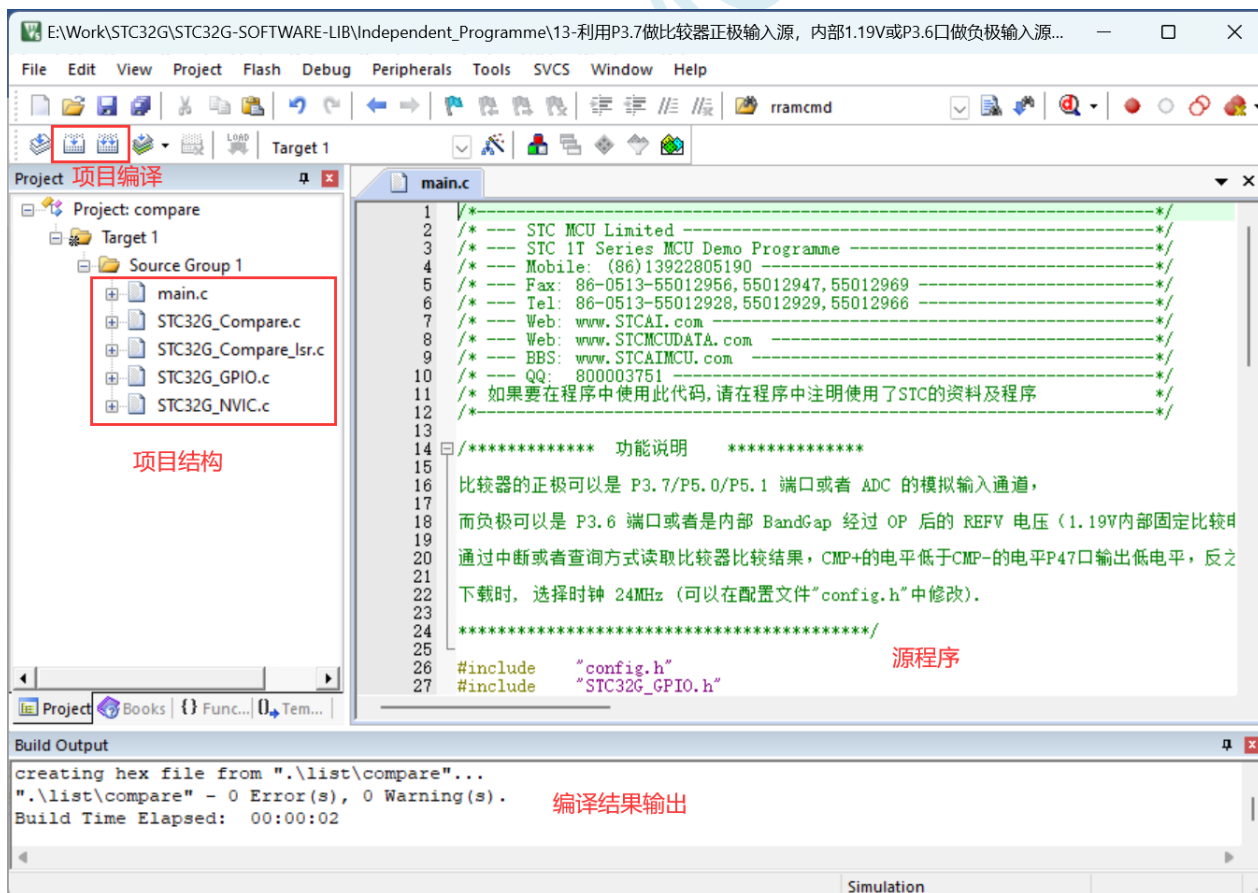 E:\Work\STC32G\STC32G-SOFTWARE-LIB\Independent_Programme\13-利用P3.7做比较器正极输入源，内部1.19V或P3.6口做负极输入源...
File Edit View Project Flash Debug Peripherals Tools SVCS Window Help
rramcmd
LOAD Target 1
Project 项目编译
main.c
Project: compare
Target 1
Source Group 1
main.c
STC32G_Compare.c
STC32G_Compare_Isr.c
STC32G_GPIO.c
STC32G_NVIC.c
项目结构
1 /*---------------------------------------------------------------------*/
2 /* --- STC MCU Limited ------------------------------------------------*/
3 /* --- STC 1T Series MCU Demo Programme -------------------------------*/
4 /* --- Mobile: (86)13922805190 ----------------------------------------*/
5 /* --- Fax: 86-0513-55012956,55012947,55012969 ------------------------*/
6 /* --- Tel: 86-0513-55012928,55012929,55012966 ------------------------*/
7 /* --- Web: www.STCAI.com ---------------------------------------------*/
8 /* --- Web: www.STCMCUDATA.com ---------------------------------------*/
9 /* --- BBS: www.STCAIMCU.com -----------------------------------------*/
10 /* --- QQ: 800003751 -------------------------------------------------*/
11 /* 如果要在程序中使用此代码,请在程序中注明使用了STC的资料及程序 */
12 /*---------------------------------------------------------------------*/
13
14 /************* 功能说明 **************
15
16 比较器的正极可以是 P3.7/P5.0/P5.1 端口或者 ADC 的模拟输入通道，
17
18 而负极可以是 P3.6 端口或者是内部 BandGap 经过 OP 后的 REFV 电压（1.19V内部固定比较
19
20 通过中断或者查询方式读取比较器比较结果，CMP+的电平低于CMP-的电平P47口输出低电平，反之
21
22 下载时, 选择时钟 24MHz (可以在配置文件"config.h"中修改).
23
24 ******************************************/
25
源程序
26 #include "config.h"
27 #include "STC32G_GPIO.h"
Project Books {} Func... Tem...
Build Output
creating hex file from ".\list\compare"...
".\list\compare" - 0 Error(s), 0 Warning(s).
Build Time Elapsed: 00:00:02
编译结果输出
Simulation